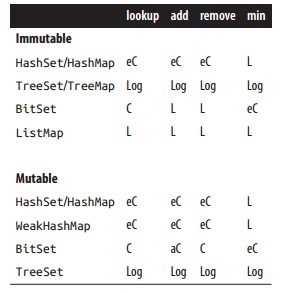 lookup add remove min
Immutable
HashSet/HashMap eC eC eC L
TreeSet/TreeMap Log Log Log Log
BitSet C L L eC
ListMap L L L L
Mutable
HashSet/HashMap eC eC eC L
WeakHashMap eC eC eC L
BitSet C aC C eC
TreeSet Log Log Log Log